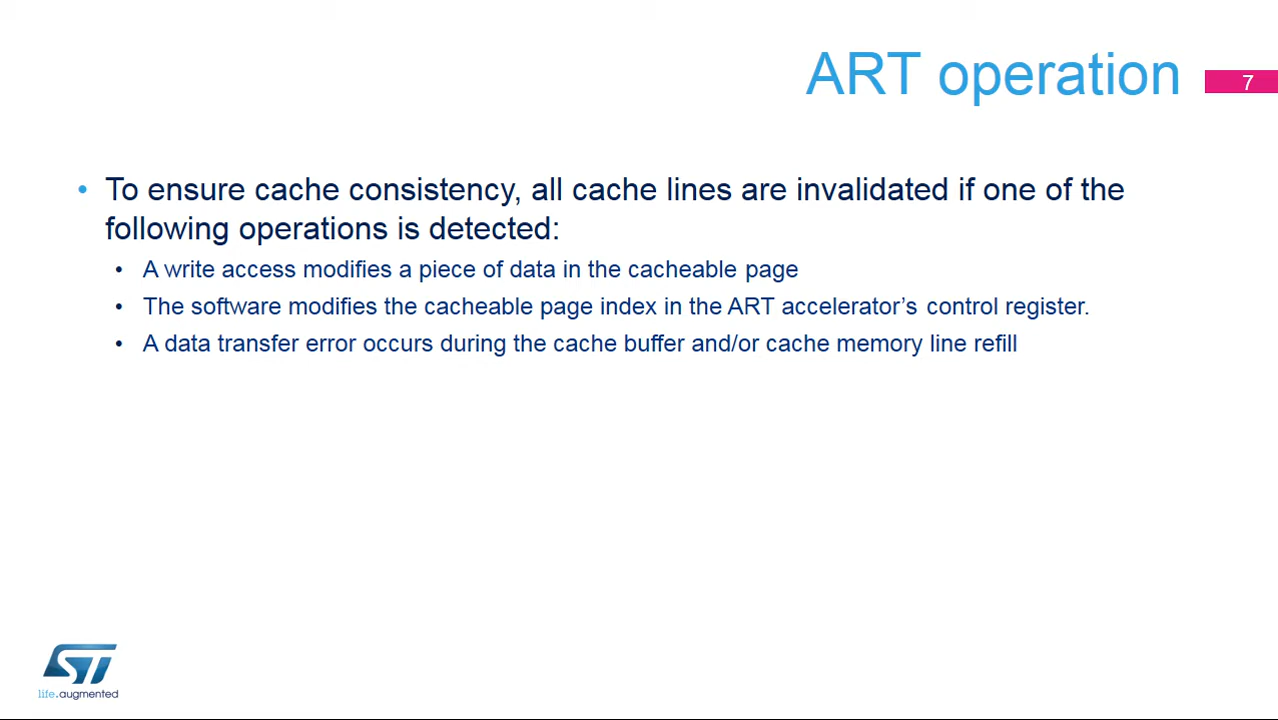 ART operation
7
• To ensure cache consistency, all cache lines are invalidated if one of the
following operations is detected:
• A write access modifies a piece of data in the cacheable page
• The software modifies the cacheable page index in the ART accelerator’s control register.
• A data transfer error occurs during the cache buffer and/or cache memory line refill
ST
life.augmented